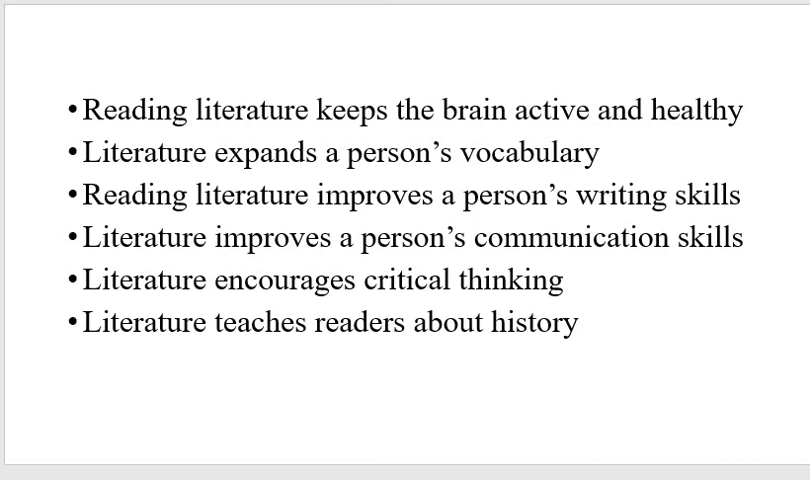 • Reading literature keeps the brain active and healthy
• Literature expands a person’s vocabulary
• Reading literature improves a person’s writing skills
• Literature improves a person’s communication skills
• Literature encourages critical thinking
• Literature teaches readers about history